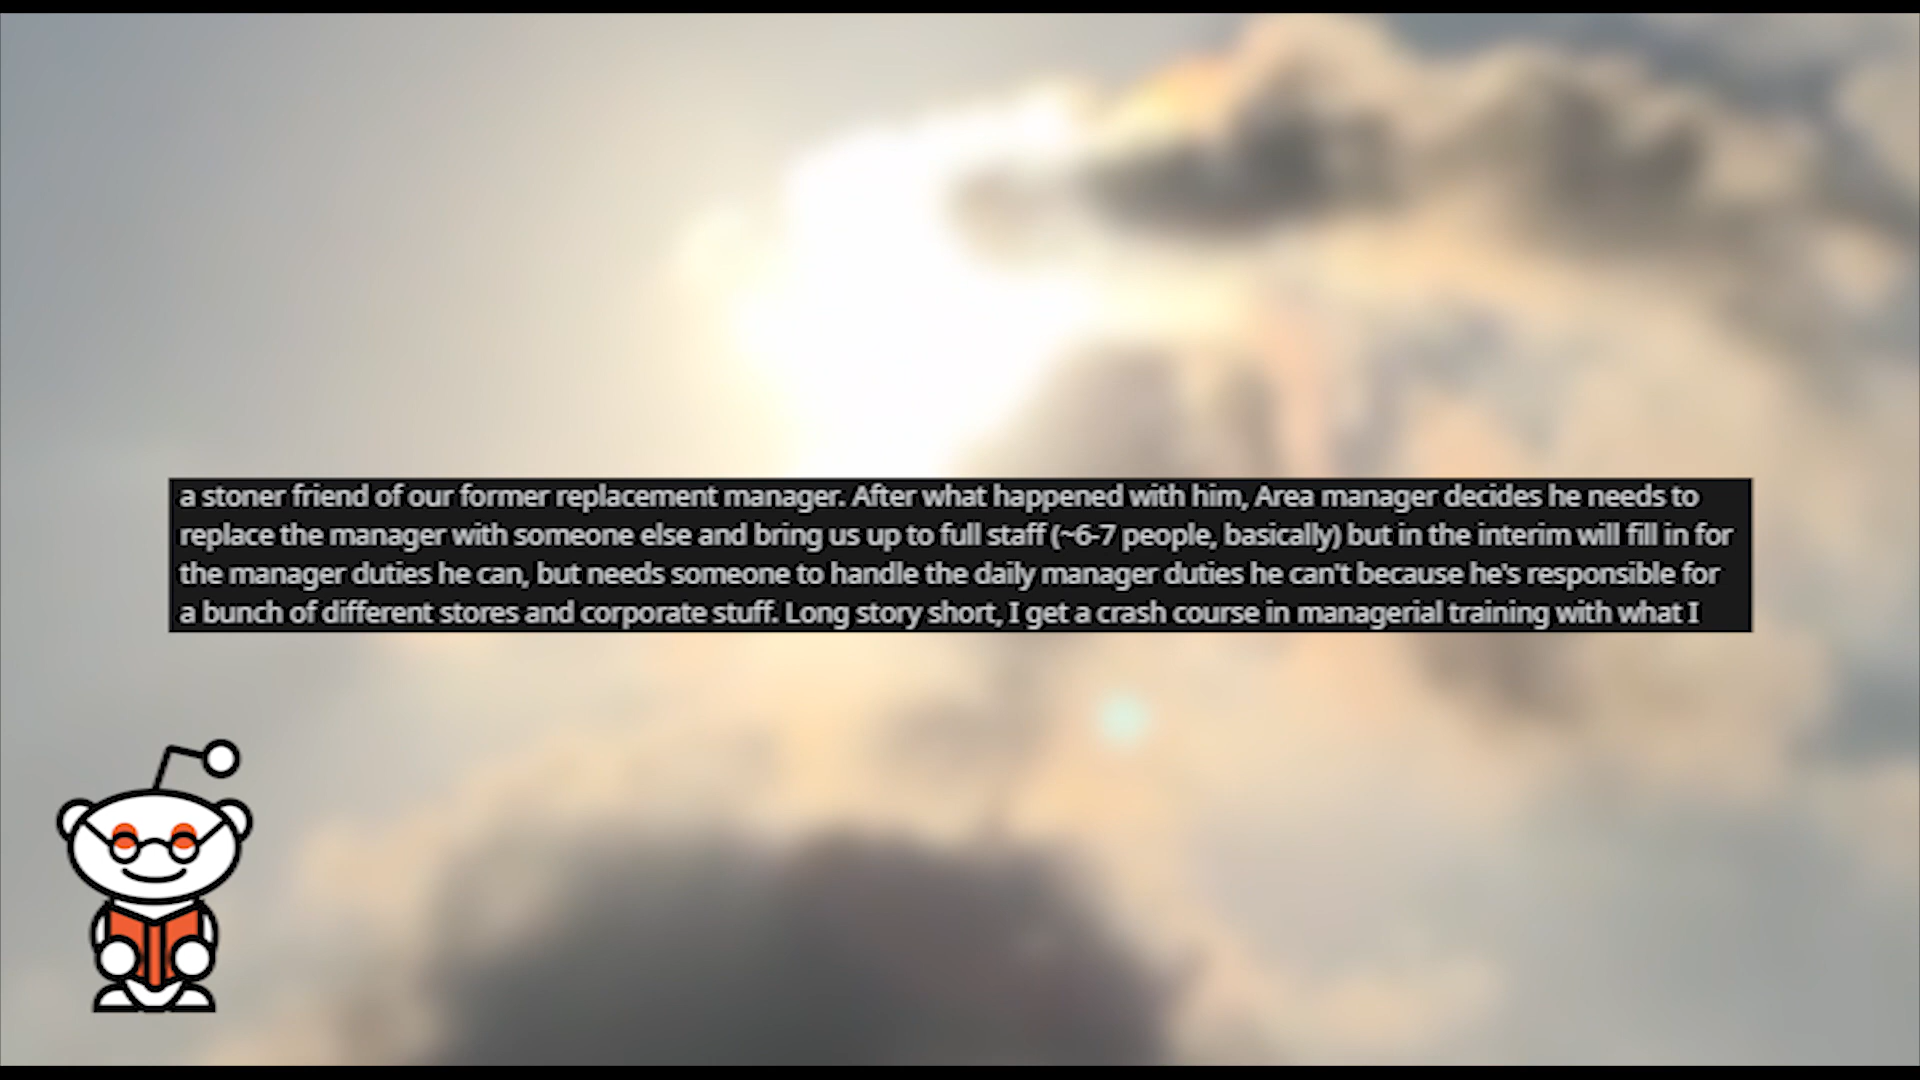 a stoner friend of our former replacement manager. After what happened with him, Area manager decides he needs to
replace the manager with someone else and bring us up to full staff (~6-7 people, basically) but in the interim will fill in for
the manager duties he can, but needs someone to handle the daily manager duties he can't because he's responsible for
a bunch of different stores and corporate stuff. Long story short, I get a crash course in managerial training with what I